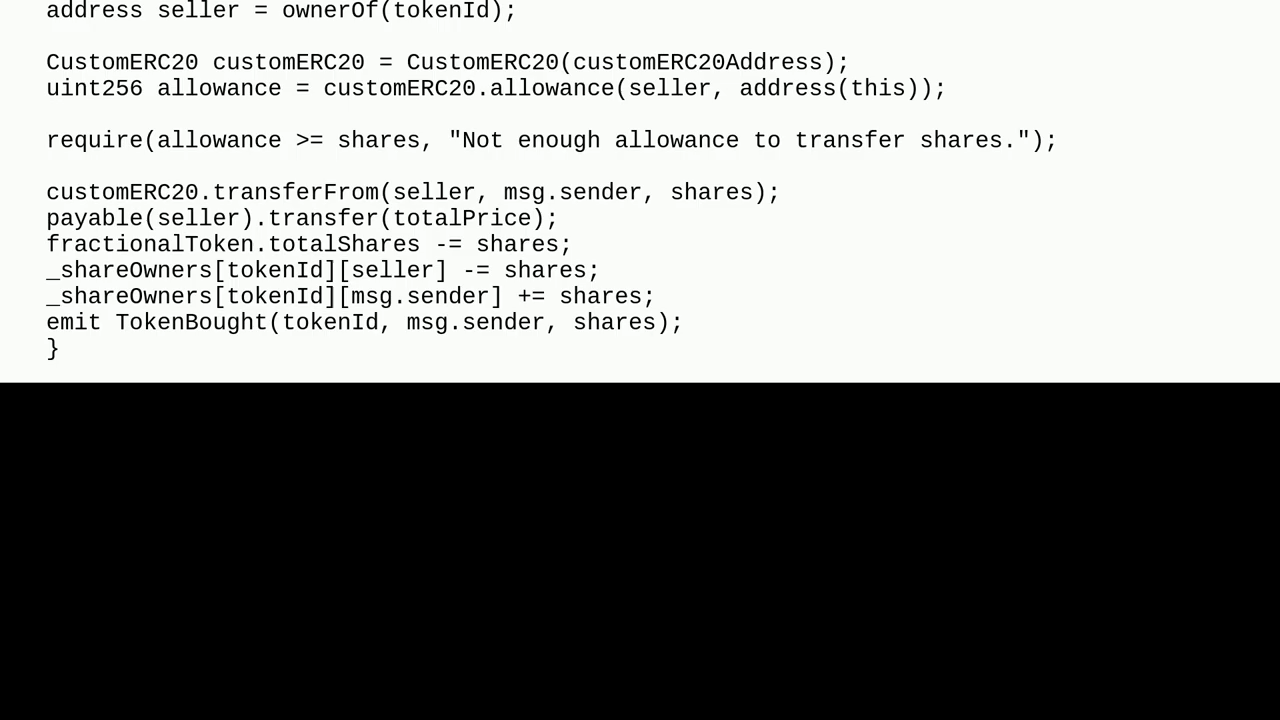 address seller = ownerOf(tokenId);
CustomERC20 customERC20 = CustomERC20(customERC20Address);
uint256 allowance = customERC20.allowance(seller, address(this));
require(allowance >= shares, "Not enough allowance to transfer shares.");
customERC20.transferFrom(seller, msg.sender, shares);
payable(seller).transfer(totalPrice);
fractionalToken.totalShares -= shares;
_shareOwners[tokenId][seller] -= shares;
_shareOwners[tokenId][msg.sender] += shares;
emit TokenBought(tokenId, msg.sender, shares);
}